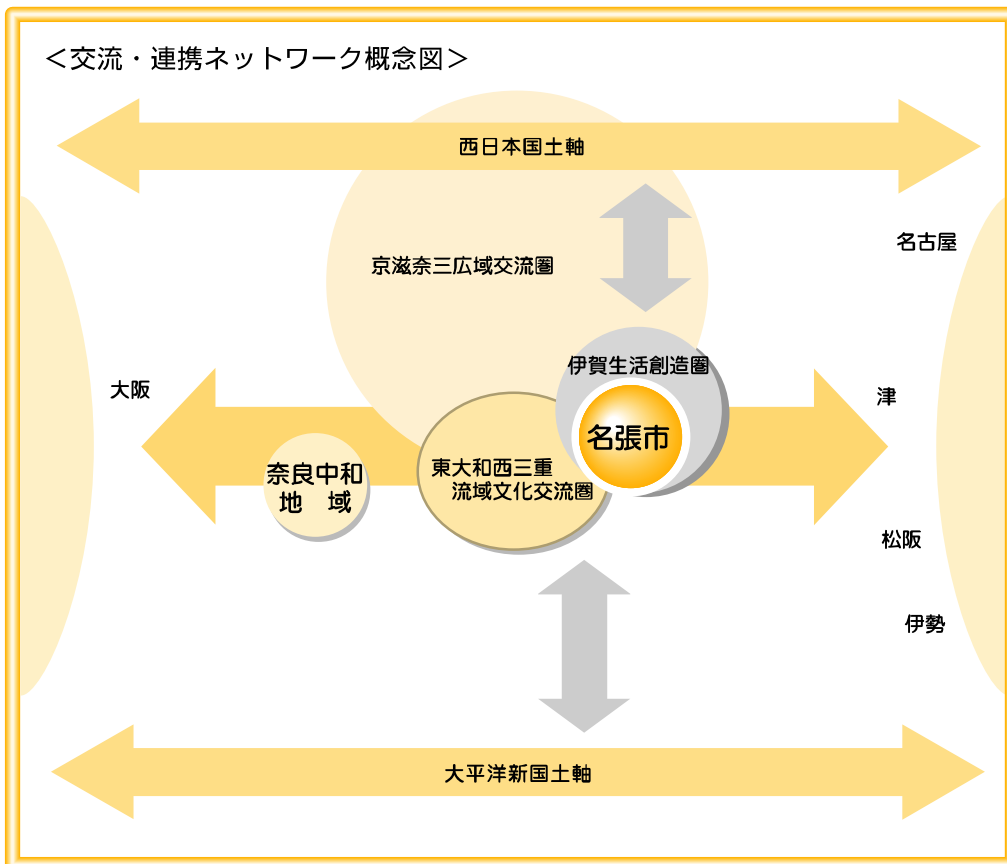 ＜交流・連携ネットワーク概念図＞
西日本国土軸
名古屋
京滋奈三広域交流圏
伊賀生活創造圏
大阪
津
名張市
東大和西三重
流域文化交流圏
奈良中和
地　域
松阪
伊勢
大平洋新国土軸